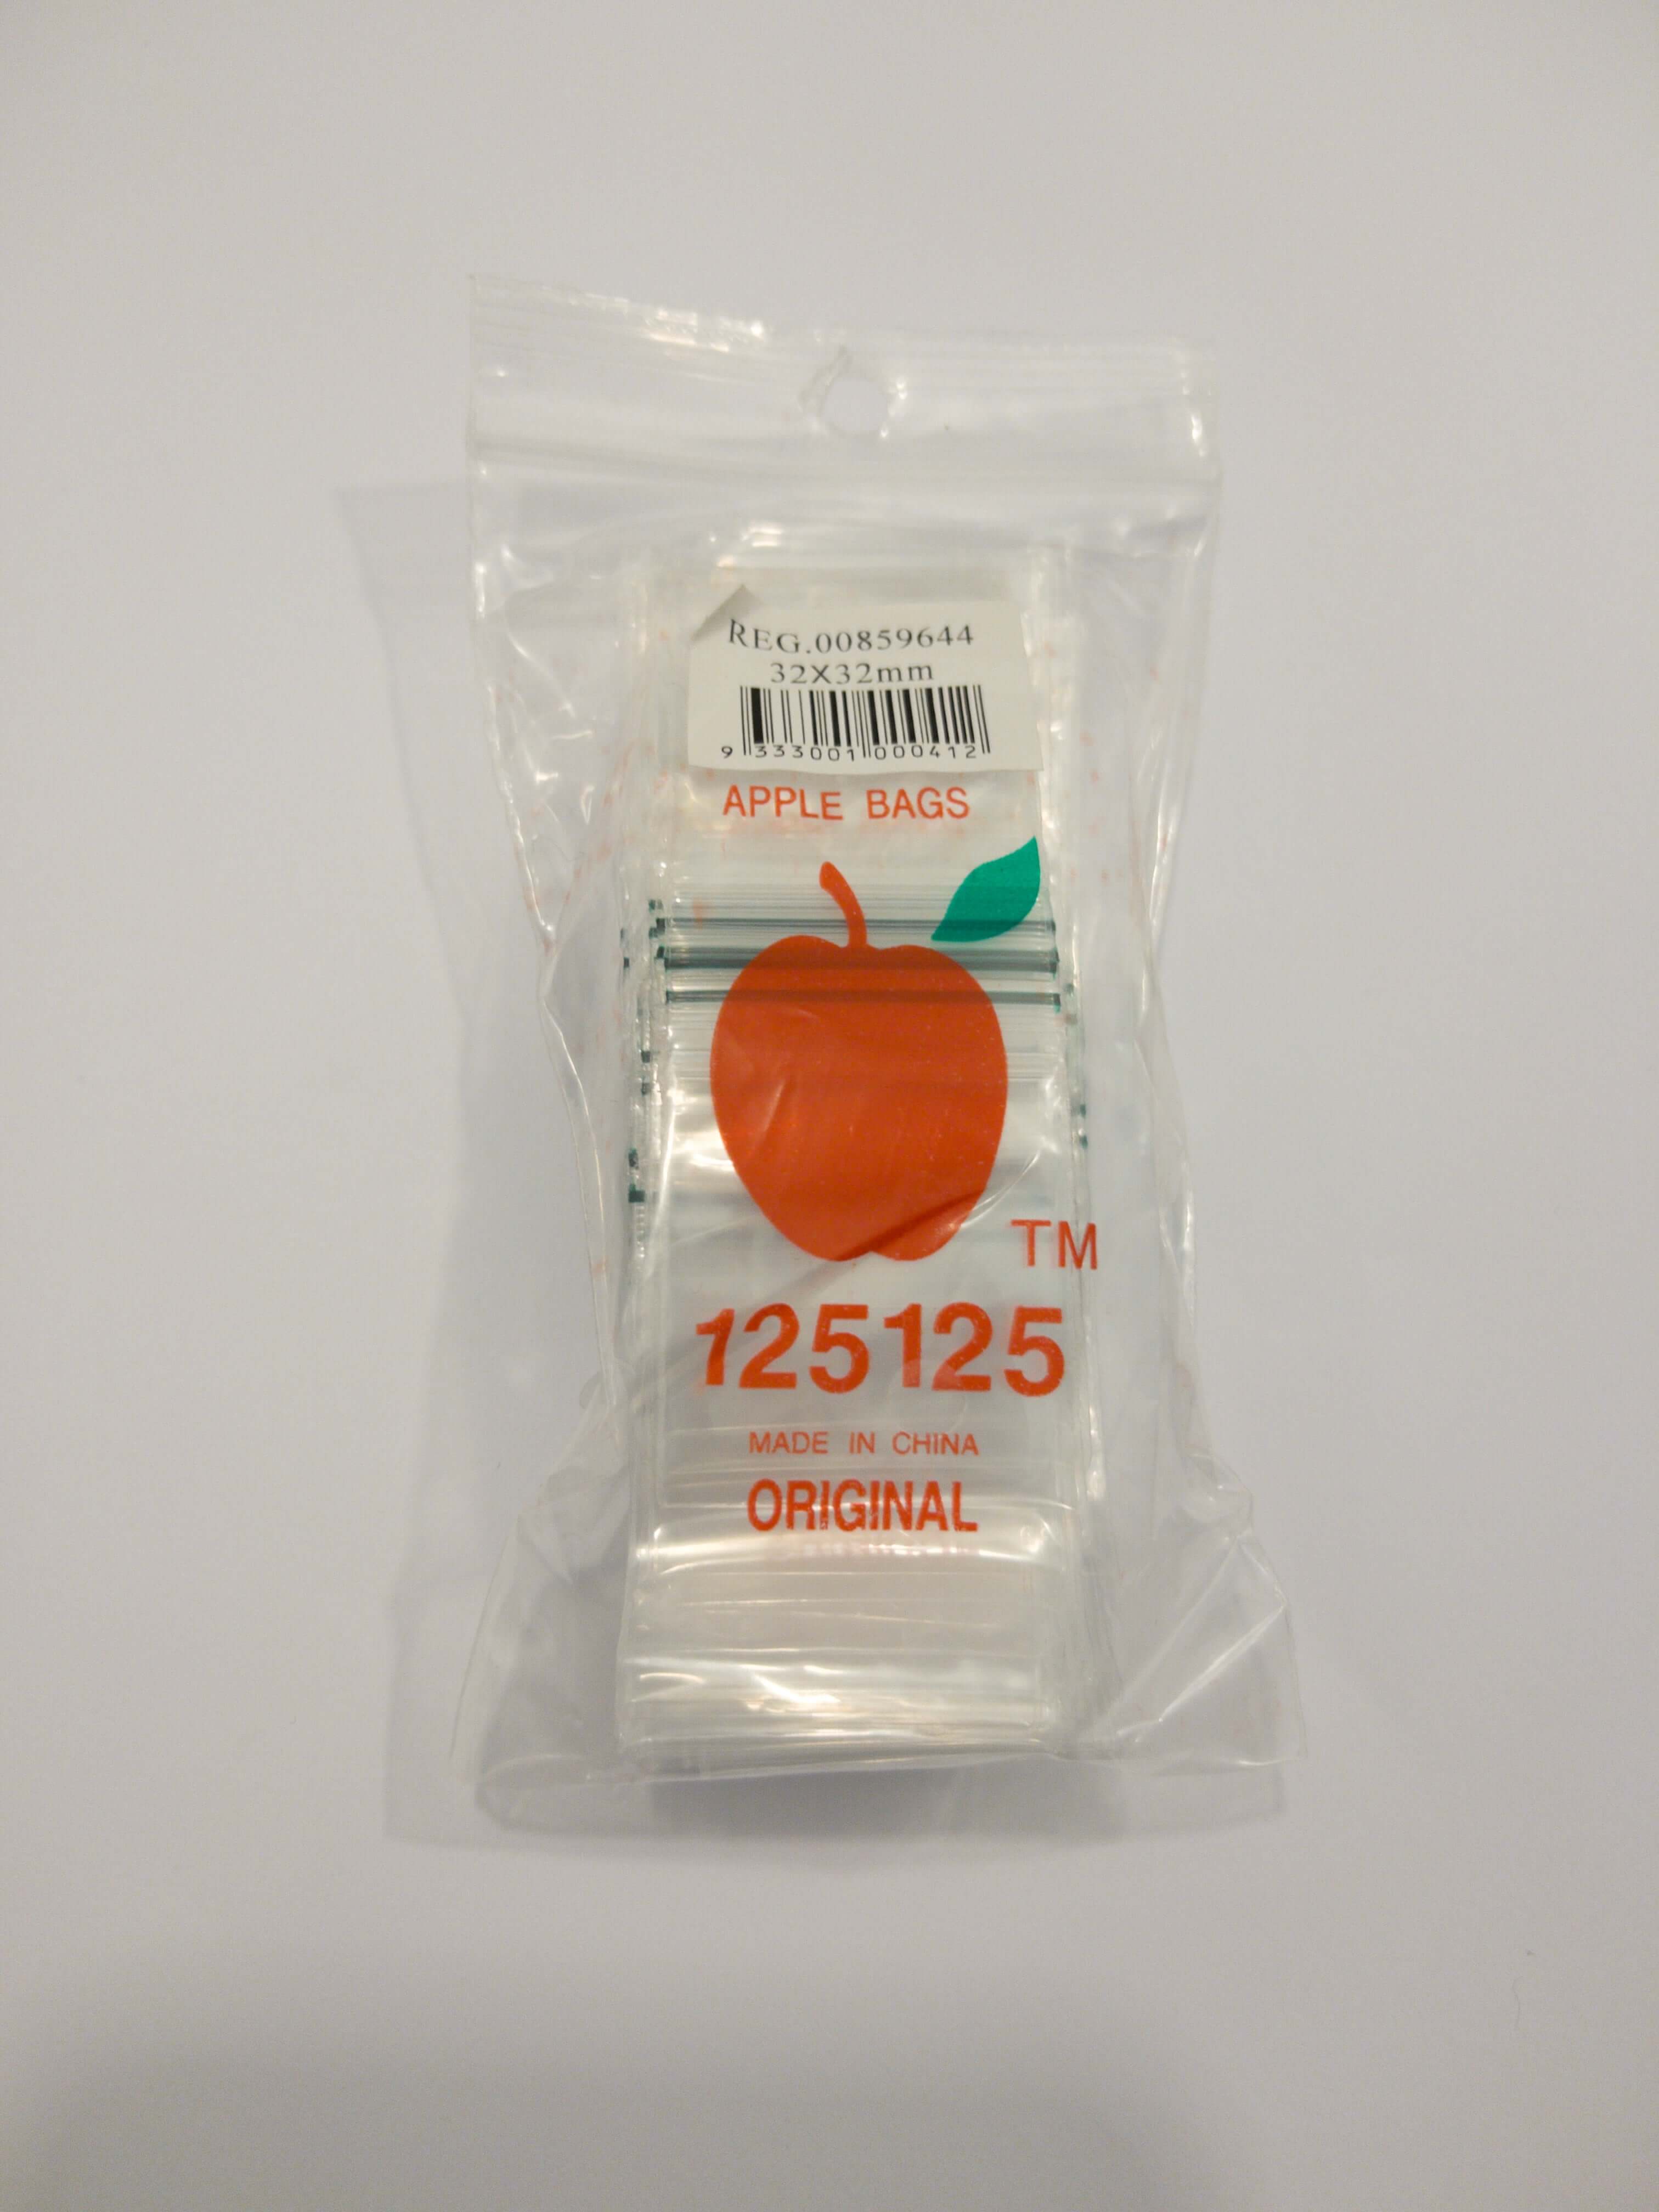 REG.00859644
32X32mm
9 333001 000412
APPLE BAGS
TM
125125
MADE IN CHINA
ORIGINAL